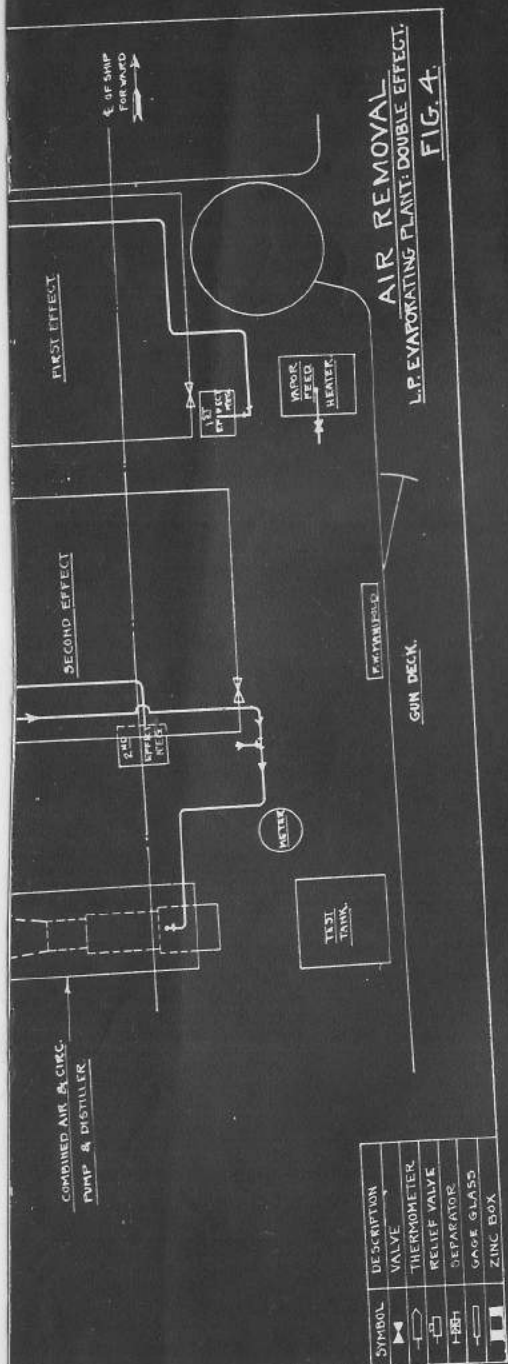 ℄ OF SHIP
FORWARD
FIRST EFFECT
SECOND EFFECT
COMBINED AIR & CIRC.
PUMP & DISTILLER
1ST
EFFECT
2ND
EFFECT
VAPOR
FEED
HEATER.
METER
TEST
TANK.
F.W. MANIFOLD
GUN DECK.
AIR REMOVAL
L.P. EVAPORATING PLANT: DOUBLE EFFECT.
FIG. 4.
SYMBOL DESCRIPTION
VALVE
THERMOMETER
RELIEF VALVE
SEPARATOR
GAGE GLASS
ZINC BOX